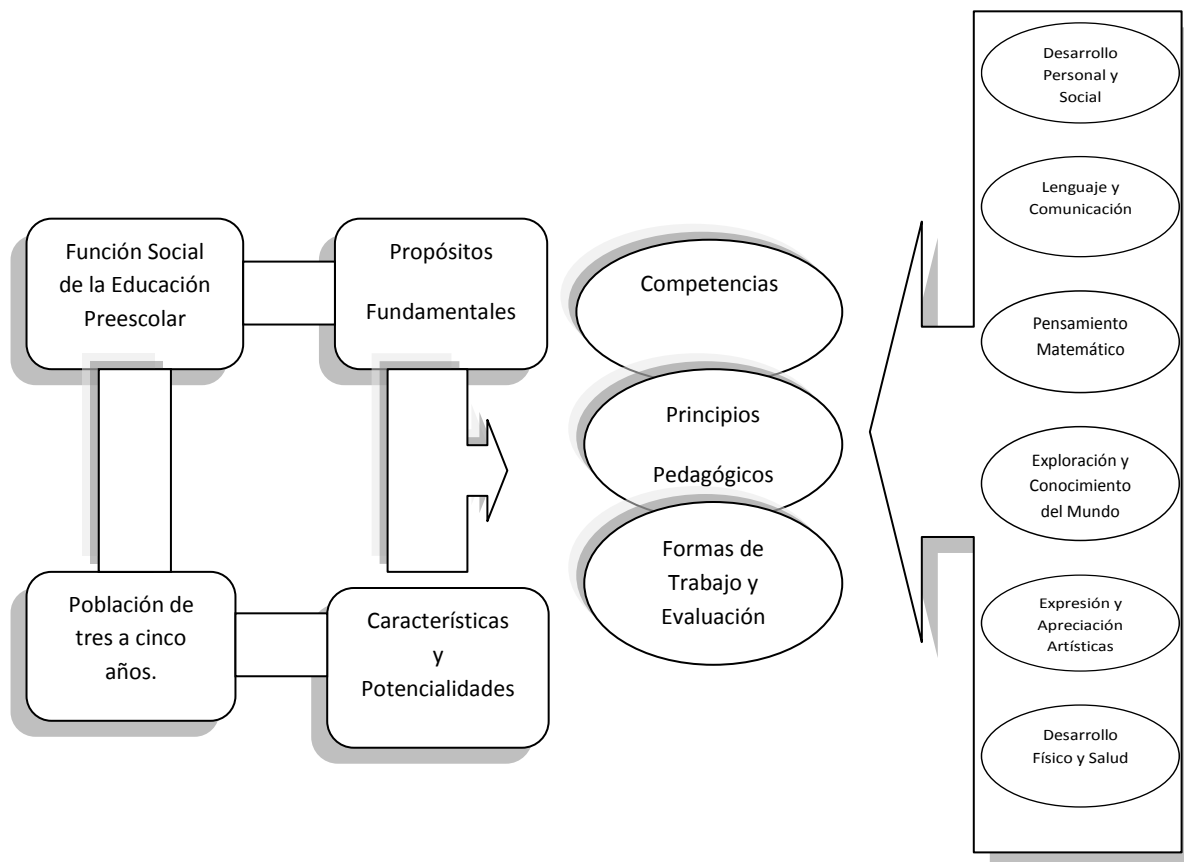 Función Social
de la Educación
Preescolar
Propósitos
Fundamentales
Población de
tres a cinco
años.
Características
y
Potencialidades
Competencias
Principios
Pedagógicos
Formas de
Trabajo y
Evaluación
Desarrollo
Personal y
Social
Lenguaje y
Comunicación
Pensamiento
Matemático
Exploración y
Conocimiento
del Mundo
Expresión y
Apreciación
Artísticas
Desarrollo
Físico y Salud